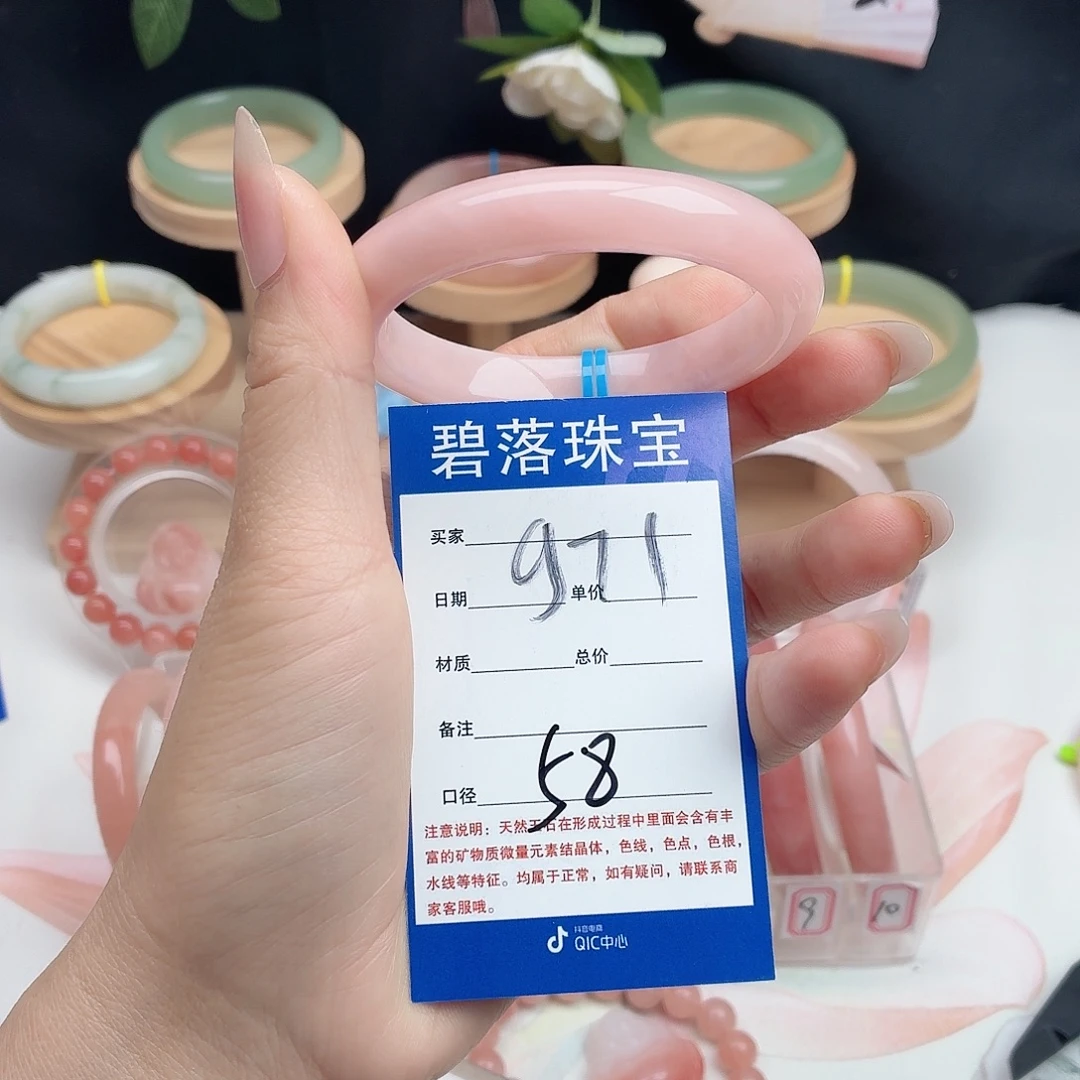 碧落珠宝
买家
971
日期 单价
材质 总价
备注
口径 58
注意说明：天然玉石在形成过程中里面会含有丰
富的矿物质微量元素结晶体，色线，色点，色根，
水线等特征。均属于正常，如有疑问，请联系商
家客服哦。
抖音电商
QIC中心
9 10